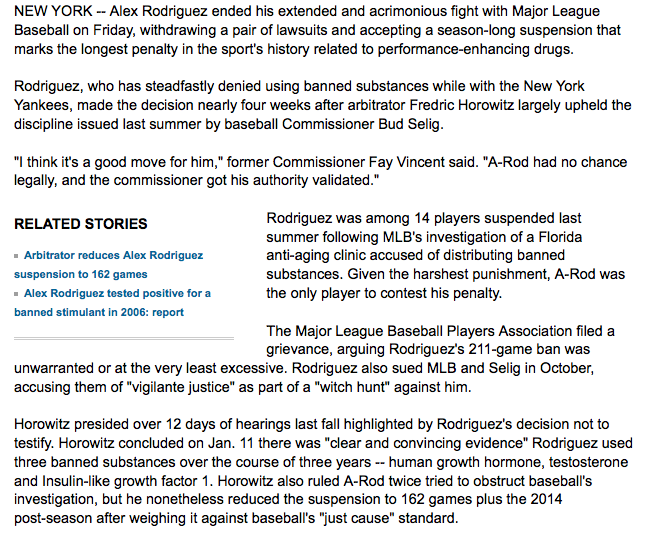 NEW YORK -- Alex Rodriguez ended his extended and acrimonious fight with Major League
Baseball on Friday, withdrawing a pair of lawsuits and accepting a season-long suspension that
marks the longest penalty in the sport's history related to performance-enhancing drugs.
Rodriguez, who has steadfastly denied using banned substances while with the New York
Yankees, made the decision nearly four weeks after arbitrator Fredric Horowitz largely upheld the
discipline issued last summer by baseball Commissioner Bud Selig.
"I think it's a good move for him," former Commissioner Fay Vincent said. "A-Rod had no chance
legally, and the commissioner got his authority validated."
RELATED STORIES
Arbitrator reduces Alex Rodriguez
suspension to 162 games
Alex Rodriguez tested positive for a
banned stimulant in 2006: report
Rodriguez was among 14 players suspended last
summer following MLB's investigation of a Florida
anti-aging clinic accused of distributing banned
substances. Given the harshest punishment, A-Rod was
the only player to contest his penalty.
The Major League Baseball Players Association filed a
grievance, arguing Rodriguez's 211-game ban was
unwarranted or at the very least excessive. Rodriguez also sued MLB and Selig in October,
accusing them of "vigilante justice" as part of a "witch hunt" against him.
Horowitz presided over 12 days of hearings last fall highlighted by Rodriguez's decision not to
testify. Horowitz concluded on Jan. 11 there was "clear and convincing evidence" Rodriguez used
three banned substances over the course of three years -- human growth hormone, testosterone
and Insulin-like growth factor 1. Horowitz also ruled A-Rod twice tried to obstruct baseball's
investigation, but he nonetheless reduced the suspension to 162 games plus the 2014
post-season after weighing it against baseball's "just cause" standard.